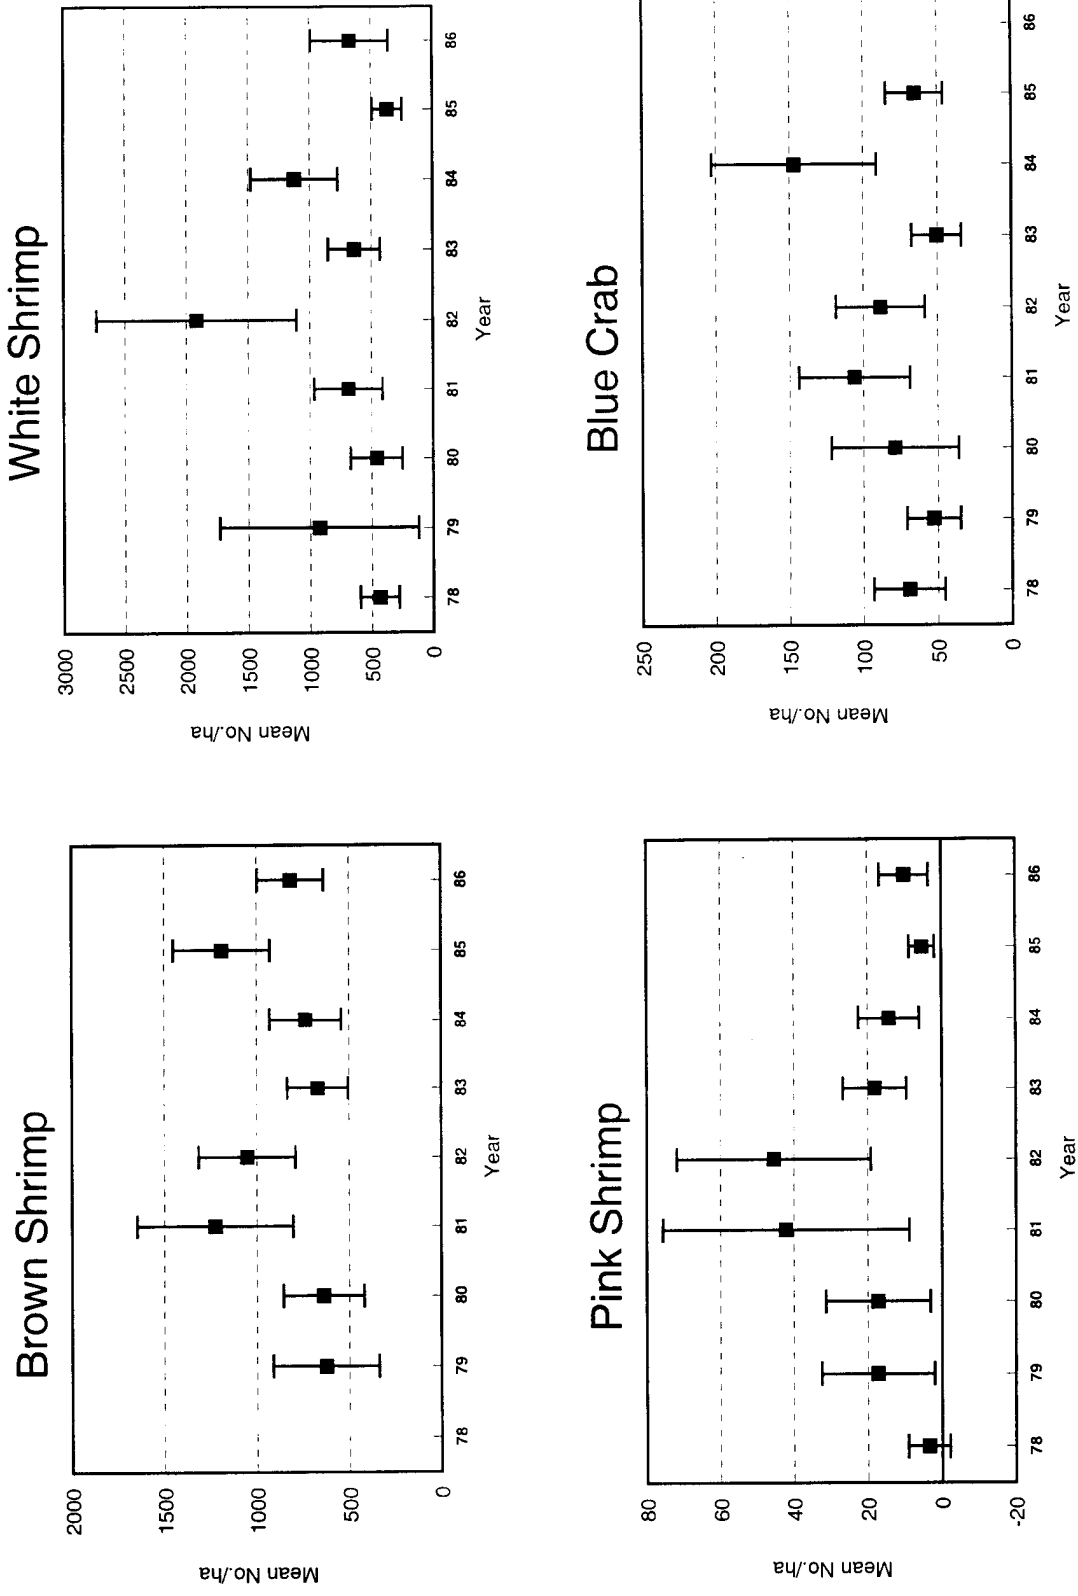 Brown Shrimp
2000
1500
1000
500
0
Mean No./ha
78 79 80 81 82 83 84 85 86
Year
White Shrimp
3000
2500
2000
1500
1000
500
0
Mean No./ha
78 79 80 81 82 83 84 85 86
Year
Pink Shrimp
80
60
40
20
0
-20
Mean No./ha
78 79 80 81 82 83 84 85 86
Year
Blue Crab
250
200
150
100
50
0
Mean No./ha
78 79 80 81 82 83 84 85 86
Year